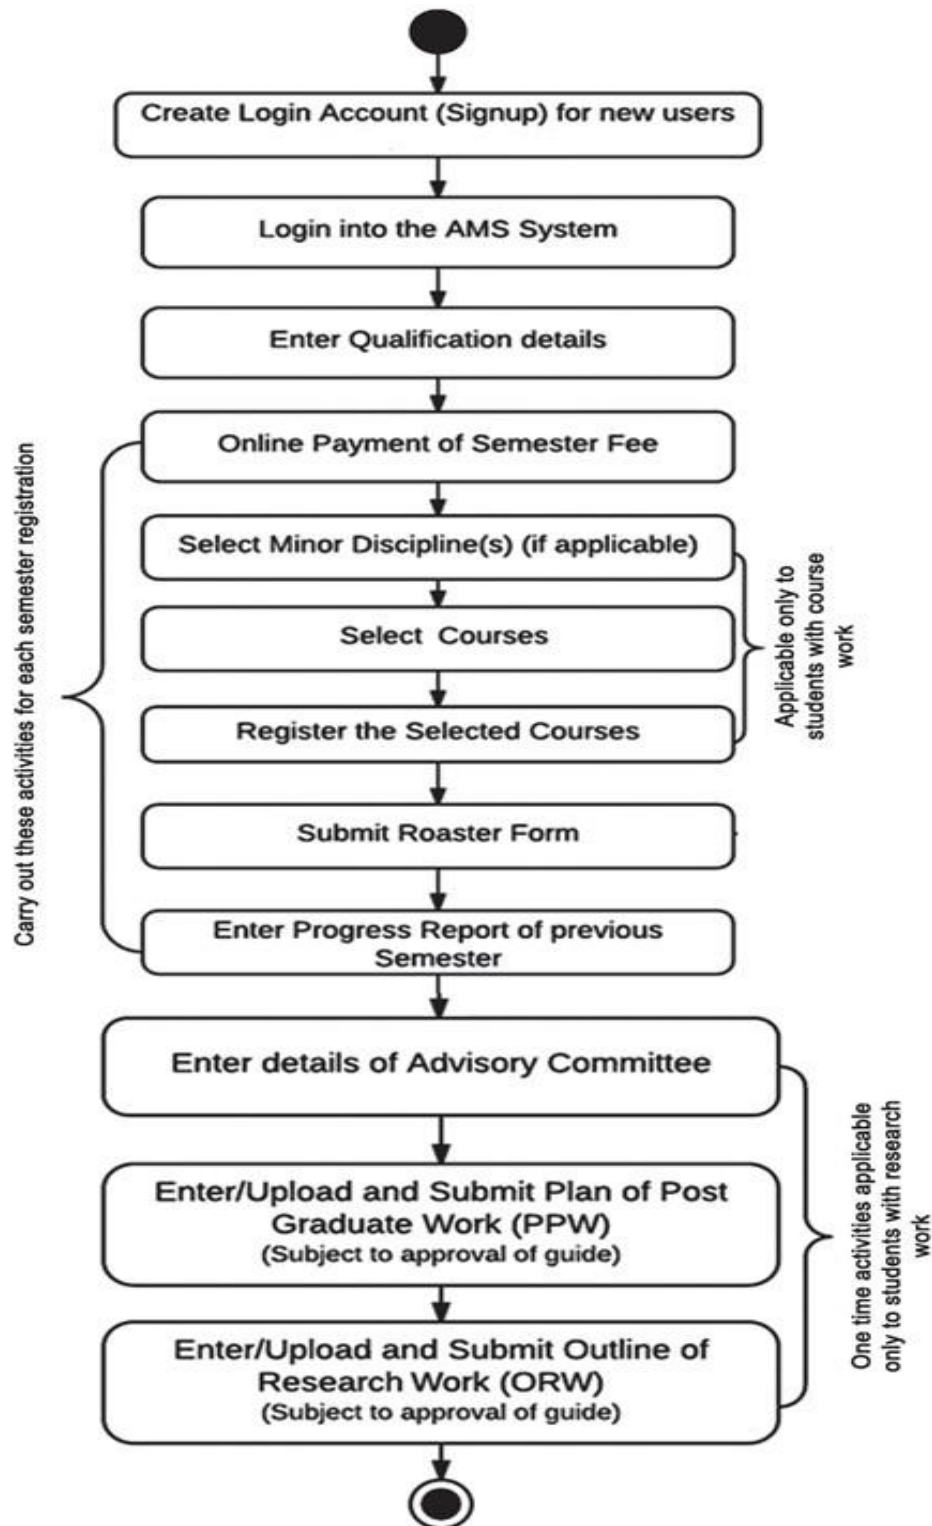 Create Login Account (Signup) for new users
Login into the AMS System
Enter Qualification details
Online Payment of Semester Fee
Select Minor Discipline(s) (if applicable)
Select Courses
Register the Selected Courses
Submit Roaster Form
Enter Progress Report of previous
Semester
Carry out these activities for each semester registration
Applicable only to
students with course
work
Enter details of Advisory Committee
Enter/Upload and Submit Plan of Post
Graduate Work (PPW)
(Subject to approval of guide)
Enter/Upload and Submit Outline of
Research Work (ORW)
(Subject to approval of guide)
One time activities applicable
only to students with research
work